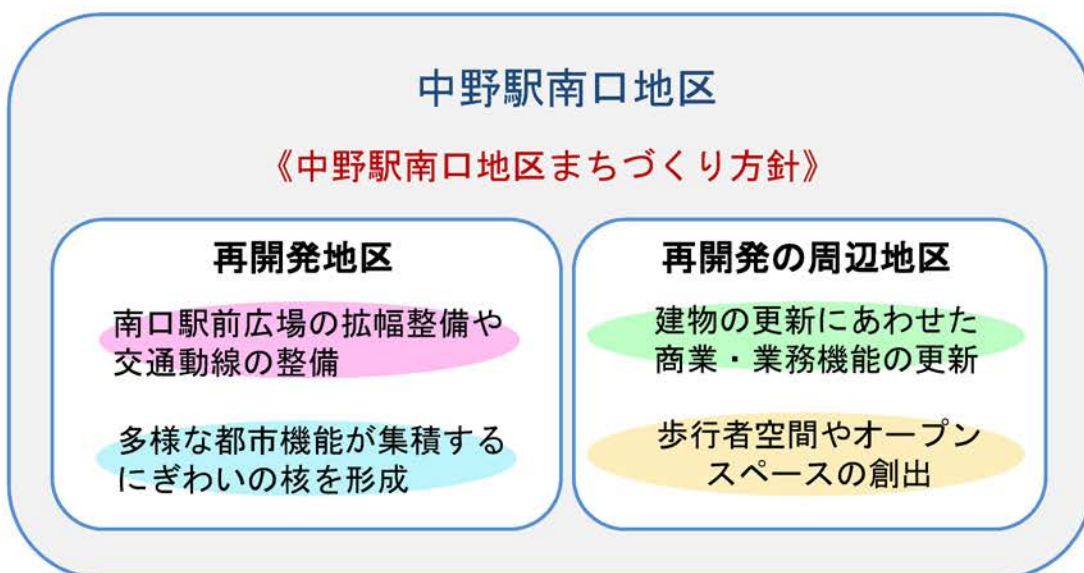 中野駅南口地区
《中野駅南口地区まちづくり方針》
再開発地区
南口駅前広場の拡幅整備や
交通動線の整備
多様な都市機能が集積する
にぎわいの核を形成
再開発の周辺地区
建物の更新にあわせた
商業・業務機能の更新
歩行者空間やオープン
スペースの創出